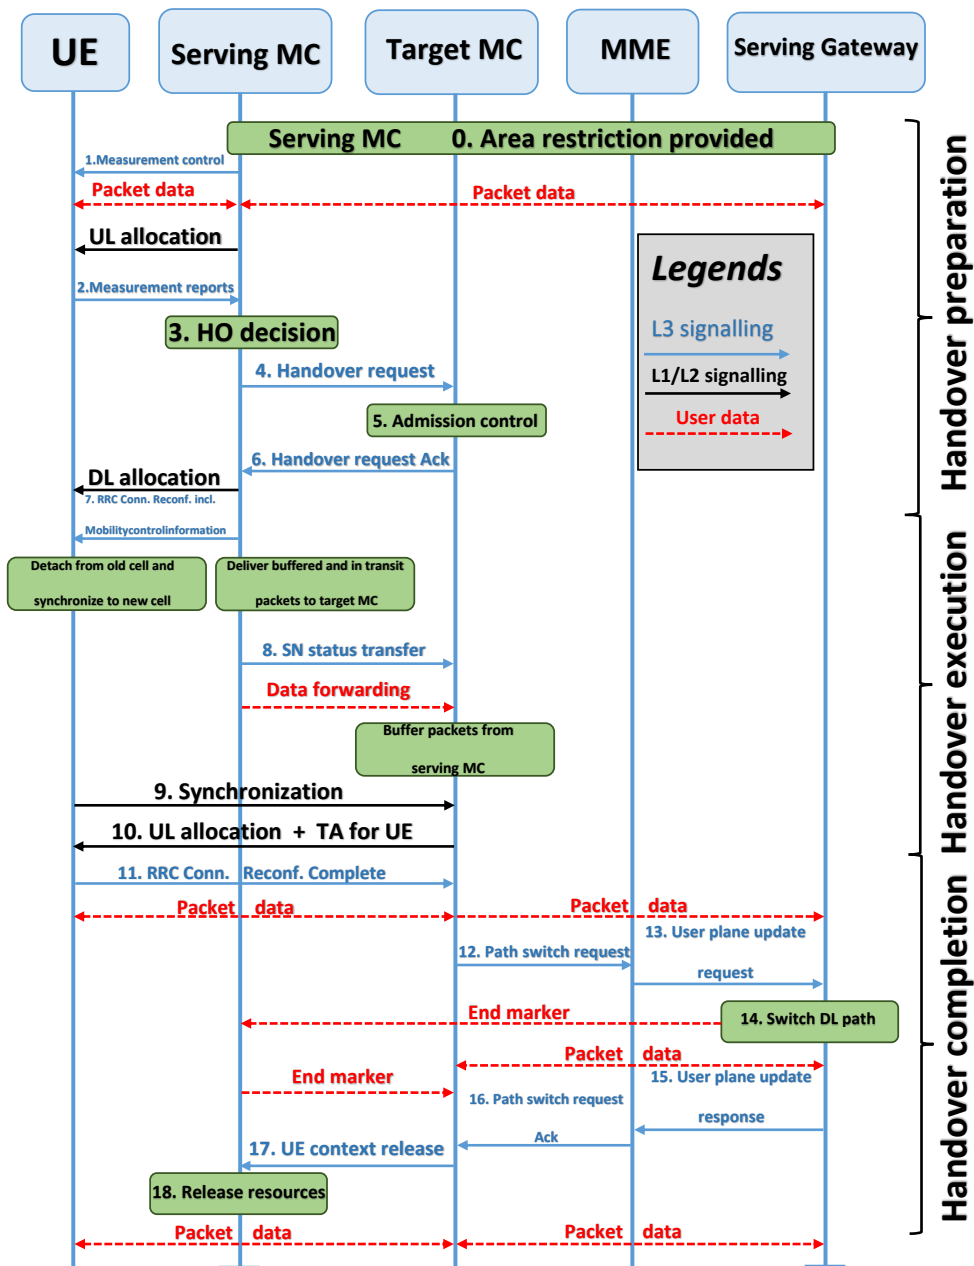 UE
Serving MC
Target MC
MME
Serving Gateway
Serving MC 0. Area restriction provided
1.Measurement control
Packet data
Packet data
UL allocation
2.Measurement reports
3. HO decision
4. Handover request
5. Admission control
6. Handover request Ack
DL allocation
7. RRC Conn. Reconf. incl.
Mobilitycontrolinformation
Legends
L3 signalling
L1/L2 signalling
User data
Handover preparation
Detach from old cell and
synchronize to new cell
Deliver buffered and in transit
packets to target MC
8. SN status transfer
Data forwarding
Buffer packets from
serving MC
9. Synchronization
10. UL allocation + TA for UE
Handover execution
11. RRC Conn. Reconf. Complete
Packet data
Packet data
12. Path switch request
13. User plane update
request
End marker
14. Switch DL path
Packet data
End marker
15. User plane update
response
16. Path switch request
Ack
17. UE context release
18. Release resources
Packet data
Packet data
Handover completion